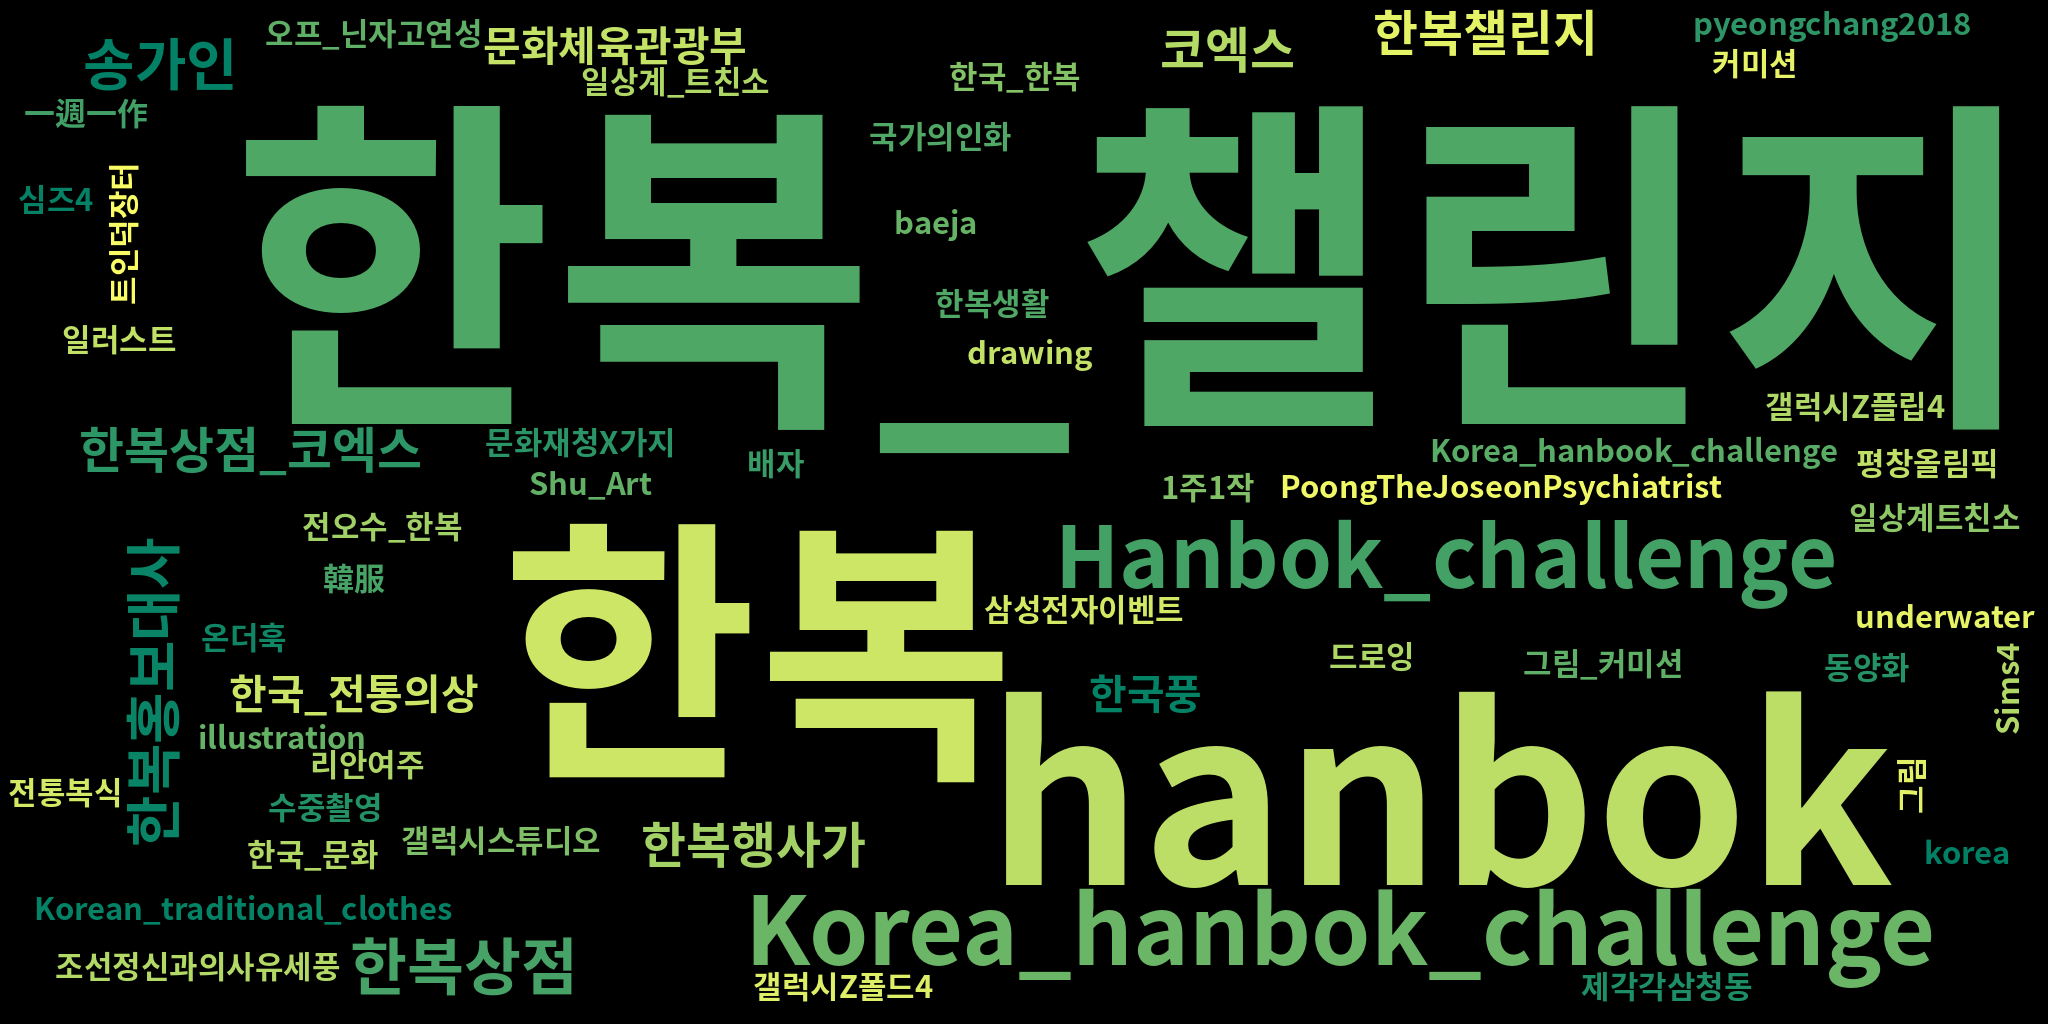 오프_닌자고연성
문화체육관광부
송가인
일상계_트친소
한국_한복
코엑스
한복챌린지
pyeongchang2018
커미션
一週一作
국가의인화
한복_챌린지
심즈4
트인덕장터
baeja
한복생활
일러스트
drawing
갤럭시Z플립4
한복상점_코엑스
문화재청X가지
배자
Korea_hanbook_challenge
평창올림픽
Shu_Art
1주1작
PoongTheJoseonPsychiatrist
전오수_한복
일상계트친소
한복
Hanbok_challenge
韓服
삼성전자이벤트
underwater
한복홍보대사
온더훅
드로잉
그림_커미션
동양화
Sims4
한국_전통의상
한국풍
illustration
리안여주
hanbok
전통복식
그림
수중촬영
한국_문화
갤럭시스튜디오
한복행사가
korea
Korean_traditional_clothes
Korea_hanbok_challenge
조선정신과의사유세풍
한복상점
갤럭시Z폴드4
제각각삼청동